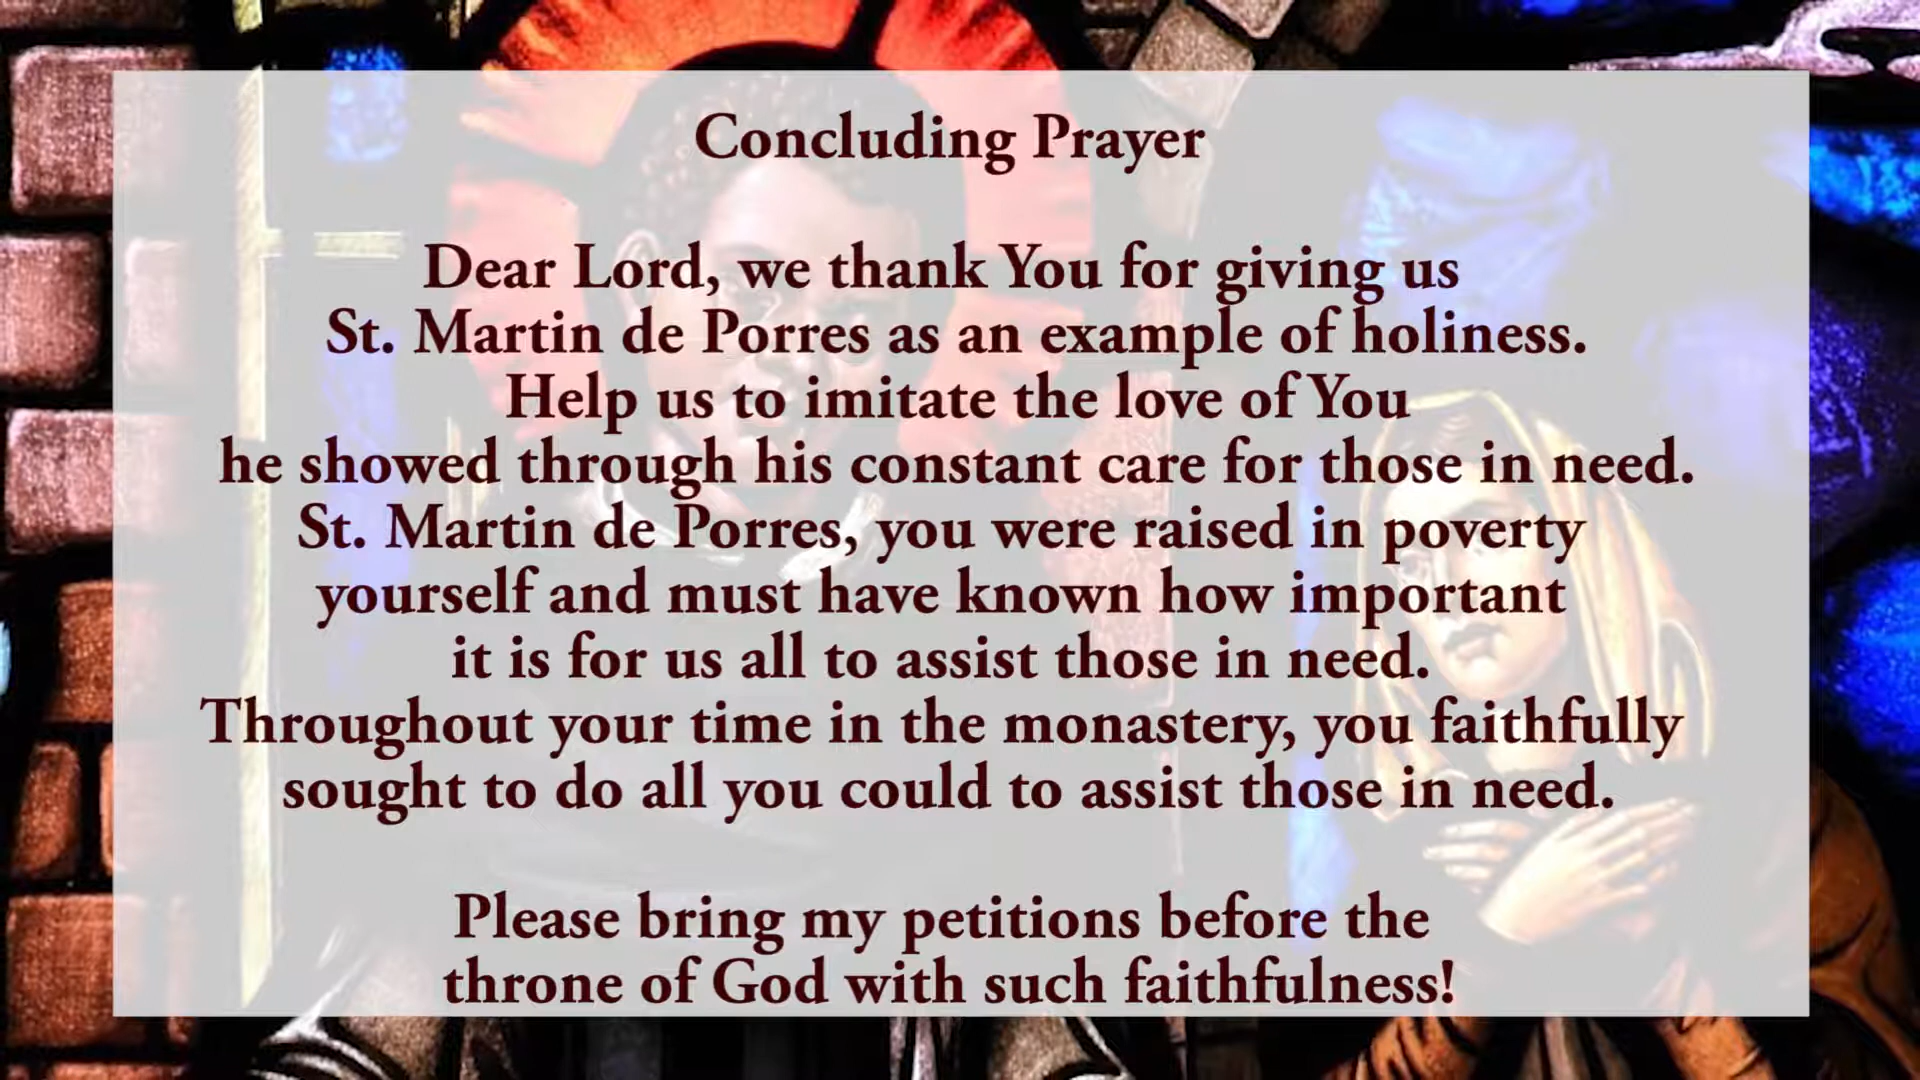 Concluding Prayer
Dear Lord, we thank You for giving us
St. Martin de Porres as an example of holiness.
Help us to imitate the love of You
he showed through his constant care for those in need.
St. Martin de Porres, you were raised in poverty
yourself and must have known how important
it is for us all to assist those in need.
Throughout your time in the monastery, you faithfully
sought to do all you could to assist those in need.
Please bring my petitions before the
throne of God with such faithfulness!